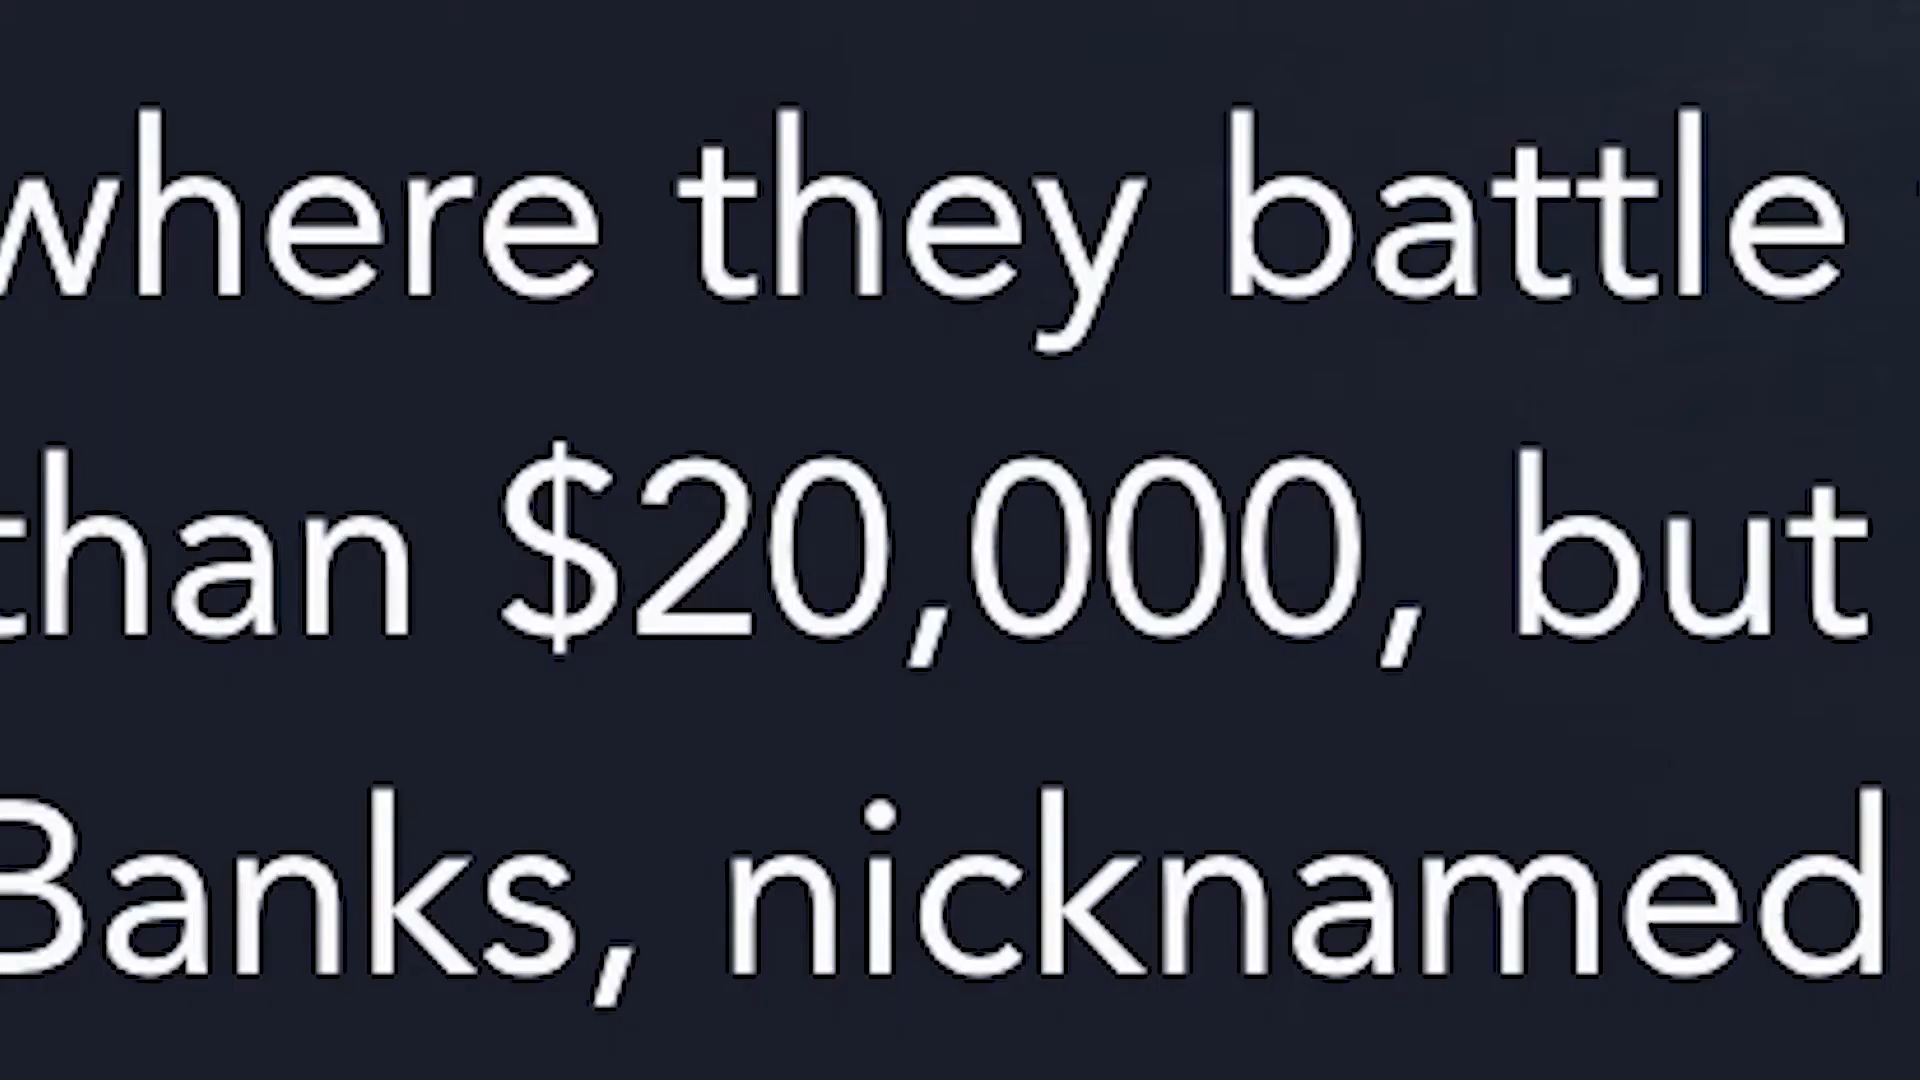 where they battle
than $20,000, but
Banks, nicknamed